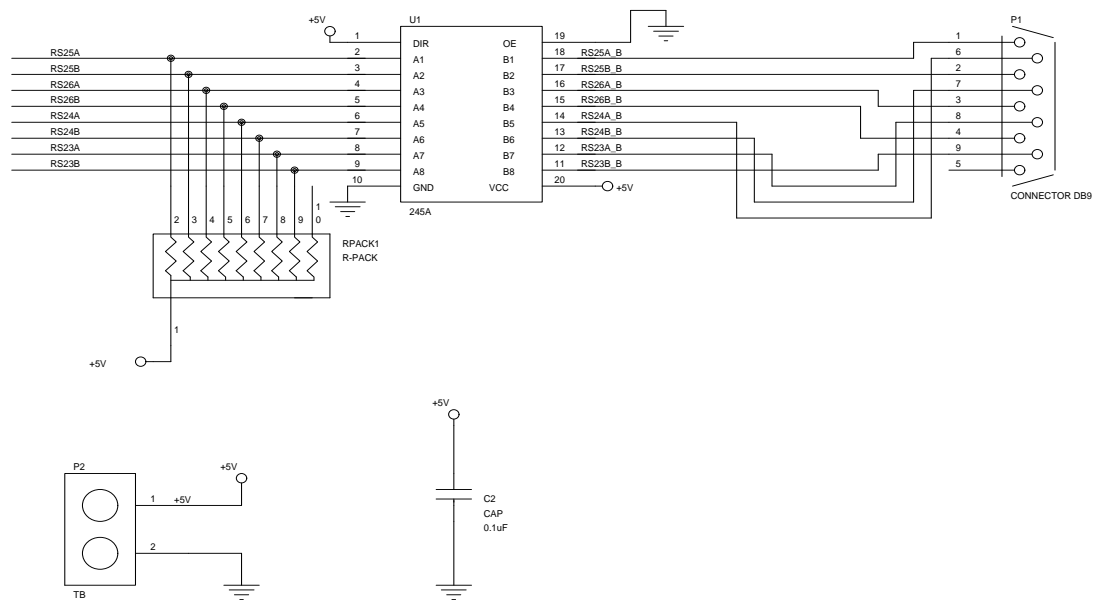 +5V
U1
P1
1
DIR
OE
19
1
RS25A
2
A1
B1
18
RS25A_B
6
RS25B
3
A2
B2
17
RS25B_B
2
RS26A
4
A3
B3
16
RS26A_B
7
RS26B
5
A4
B4
15
RS26B_B
3
RS24A
6
A5
B5
14
RS24A_B
8
RS24B
7
A6
B6
13
RS24B_B
4
RS23A
8
A7
B7
12
RS23A_B
9
RS23B
9
A8
B8
11
RS23B_B
5
10
GND
VCC
20
+5V
CONNECTOR DB9
245A
2
3
4
5
6
7
8
9
10
RPACK1
R-PACK
1
+5V
+5V
P2
+5V
1
+5V
C2
CAP
0.1uF
2
TB